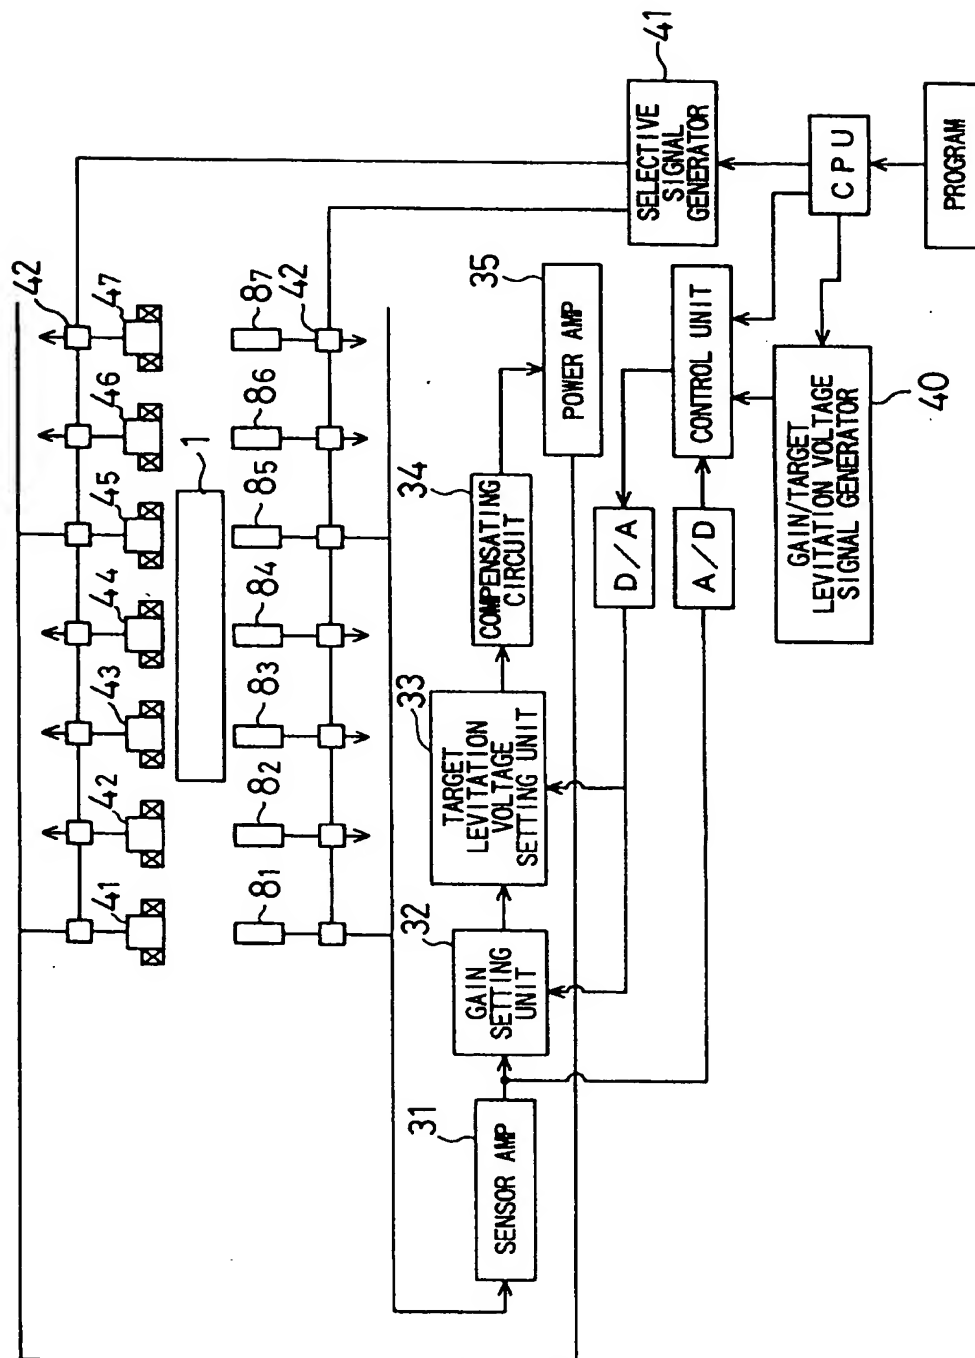 42
41
42
43
44
45
46
47
1
81
82
83
84
85
86
87
42
SELECTIVE
SIGNAL
GENERATOR
41
31
SENSOR AMP
32
GAIN
SETTING
UNIT
33
TARGET
LEVITATION
VOLTAGE
SETTING UNIT
34
COMPENSATING
CIRCUIT
35
POWER AMP
D/A
A/D
CONTROL UNIT
CPU
PROGRAM
GAIN/TARGET
LEVITATION VOLTAGE
SIGNAL GENERATOR
40